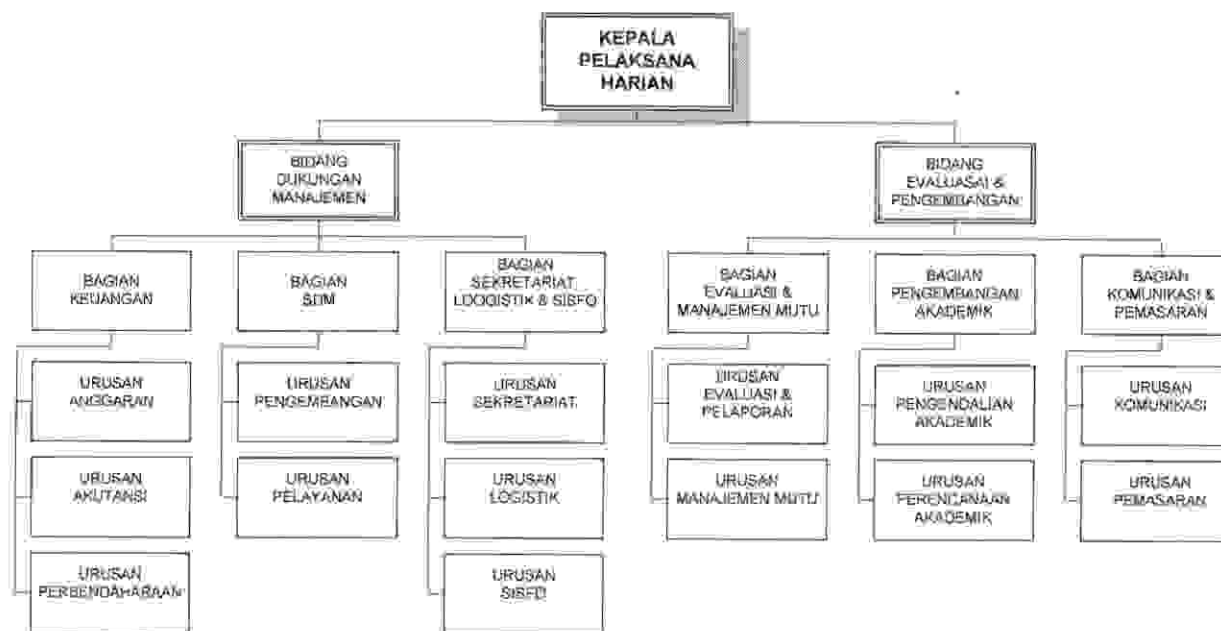 KEPALA
PELAKSANA
HARIAN
BIDANG
DUKUNGAN
MANAJEMEN
BIDANG
EVALUASAI &
PENGEMBANGAN
BAGIAN
KEUANGAN
BAGIAN
SDM
BAGIAN
SEKRETARIAT
LOOGISTIK & SISFO
BAGIAN
EVALUASI &
MANAJEMEN MUTU
BAGIAN
PENGEMBANGAN
AKADEMIK
BAGIAN
KOMUNIKASI &
PEMASARAN
URUSAN
ANGGARAN
URUSAN
PENGEMBANGAN
URUSAN
SEKRETARIAT
URUSAN
EVALUASI &
PELAPORAN
URUSAN
PENGENDALIAN
AKADEMIK
URUSAN
KOMUNIKASI
URUSAN
AKUTANSI
URUSAN
PELAYANAN
URUSAN
LOGISTIK
URUSAN
MANAJEMEN MUTU
URUSAN
PERENCANAAN
AKADEMIK
URUSAN
PEMASARAN
URUSAN
PERBENDAHARAAN
URUSAN
SISFO